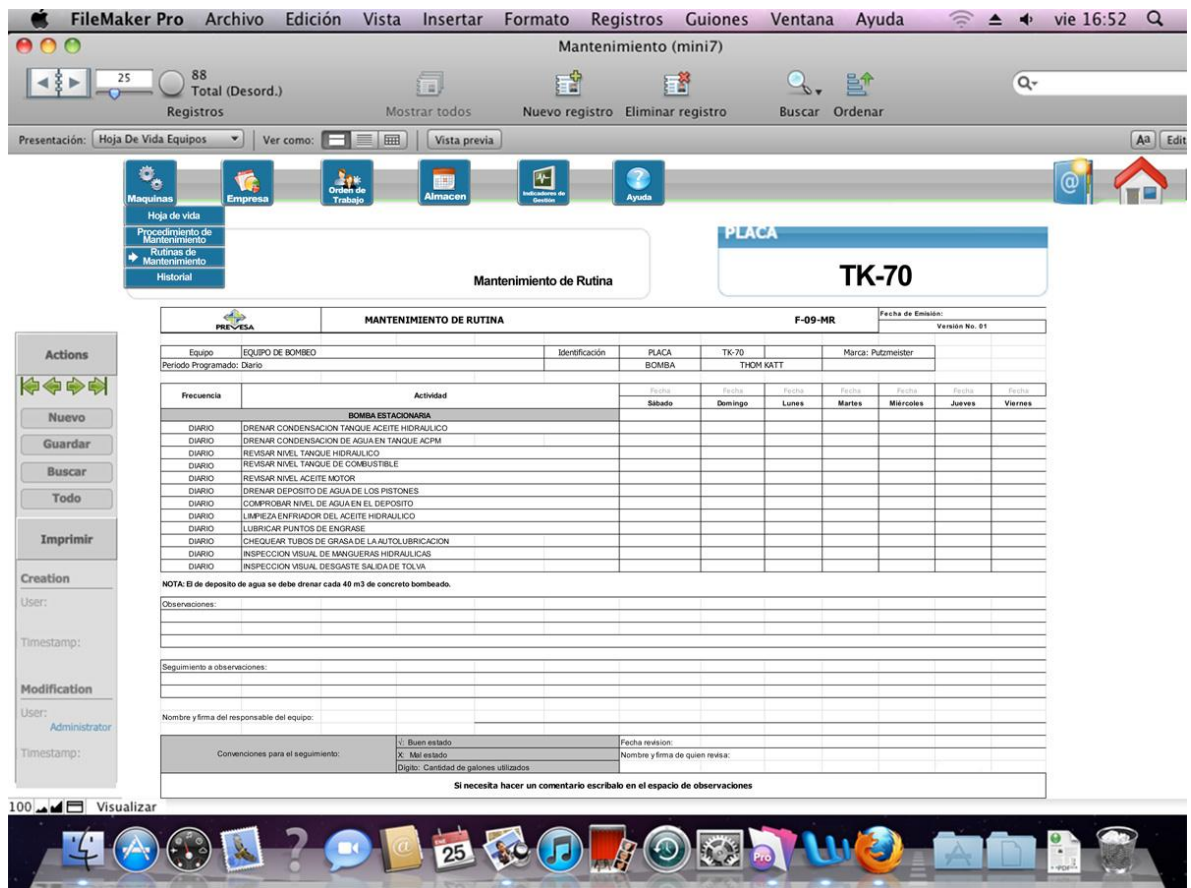 FileMaker Pro Archivo Edición Vista Insertar Formato Registros Guiones Ventana Ayuda vie 16:52
Mantenimiento (mini7)
25
88
Total (Desord.)
Registros Mostrar todos Nuevo registro Eliminar registro Buscar Ordenar
Presentación: Hoja De Vida Equipos Ver como: Vista previa Aa Edit
Maquinas Empresa Orden de Trabajo Almacen Indicadores de Gestión Ayuda
Hoja de vida
Procedimiento de
Mantenimiento
Rutinas de
Mantenimiento
Historial
Mantenimiento de Rutina
PLACA
TK-70
PREVESA MANTENIMIENTO DE RUTINA F-09-MR Fecha de Emisión:
Versión No. 01
Equipo EQUIPO DE BOMBEO Identificación PLACA TK-70 Marca: Putzmeister
Periodo Programado: Diario BOMBA THOM KATT
Frecuencia Actividad Fecha Fecha Fecha Fecha Fecha Fecha Fecha
Sábado Domingo Lunes Martes Miércoles Jueves Viernes
BOMBA ESTACIONARIA
DIARIO DRENAR CONDENSACION TANQUE ACEITE HIDRAULICO
DIARIO DRENAR CONDENSACION DE AGUA EN TANQUE ACPM
DIARIO REVISAR NIVEL TANQUE HIDRAULICO
DIARIO REVISAR NIVEL TANQUE DE COMBUSTIBLE
DIARIO REVISAR NIVEL ACEITE MOTOR
DIARIO DRENAR DEPOSITO DE AGUA DE LOS PISTONES
DIARIO COMPROBAR NIVEL DE AGUA EN EL DEPOSITO
DIARIO LIMPIEZA ENFRIADOR DEL ACEITE HIDRAULICO
DIARIO LUBRICAR PUNTOS DE ENGRASE
DIARIO CHEQUEAR TUBOS DE GRASA DE LA AUTOLUBRICACION
DIARIO INSPECCION VISUAL DE MANGUERAS HIDRAULICAS
DIARIO INSPECCION VISUAL DESGASTE SALIDA DE TOLVA
NOTA: El de deposito de agua se debe drenar cada 40 m3 de concreto bombeado.
Observaciones:
Seguimiento a observaciones:
Nombre y firma del responsable del equipo:
Convenciones para el seguimiento:
√: Buen estado
X: Mal estado
Digito: Cantidad de galones utilizados
Fecha revision:
Nombre y firma de quien revisa:
Si necesita hacer un comentario escribalo en el espacio de observaciones
Actions
Nuevo
Guardar
Buscar
Todo
Imprimir
Creation
User:
Timestamp:
Modification
User:
Administrator
Timestamp:
100 Visualizar
ENE
25
Pro
PDF